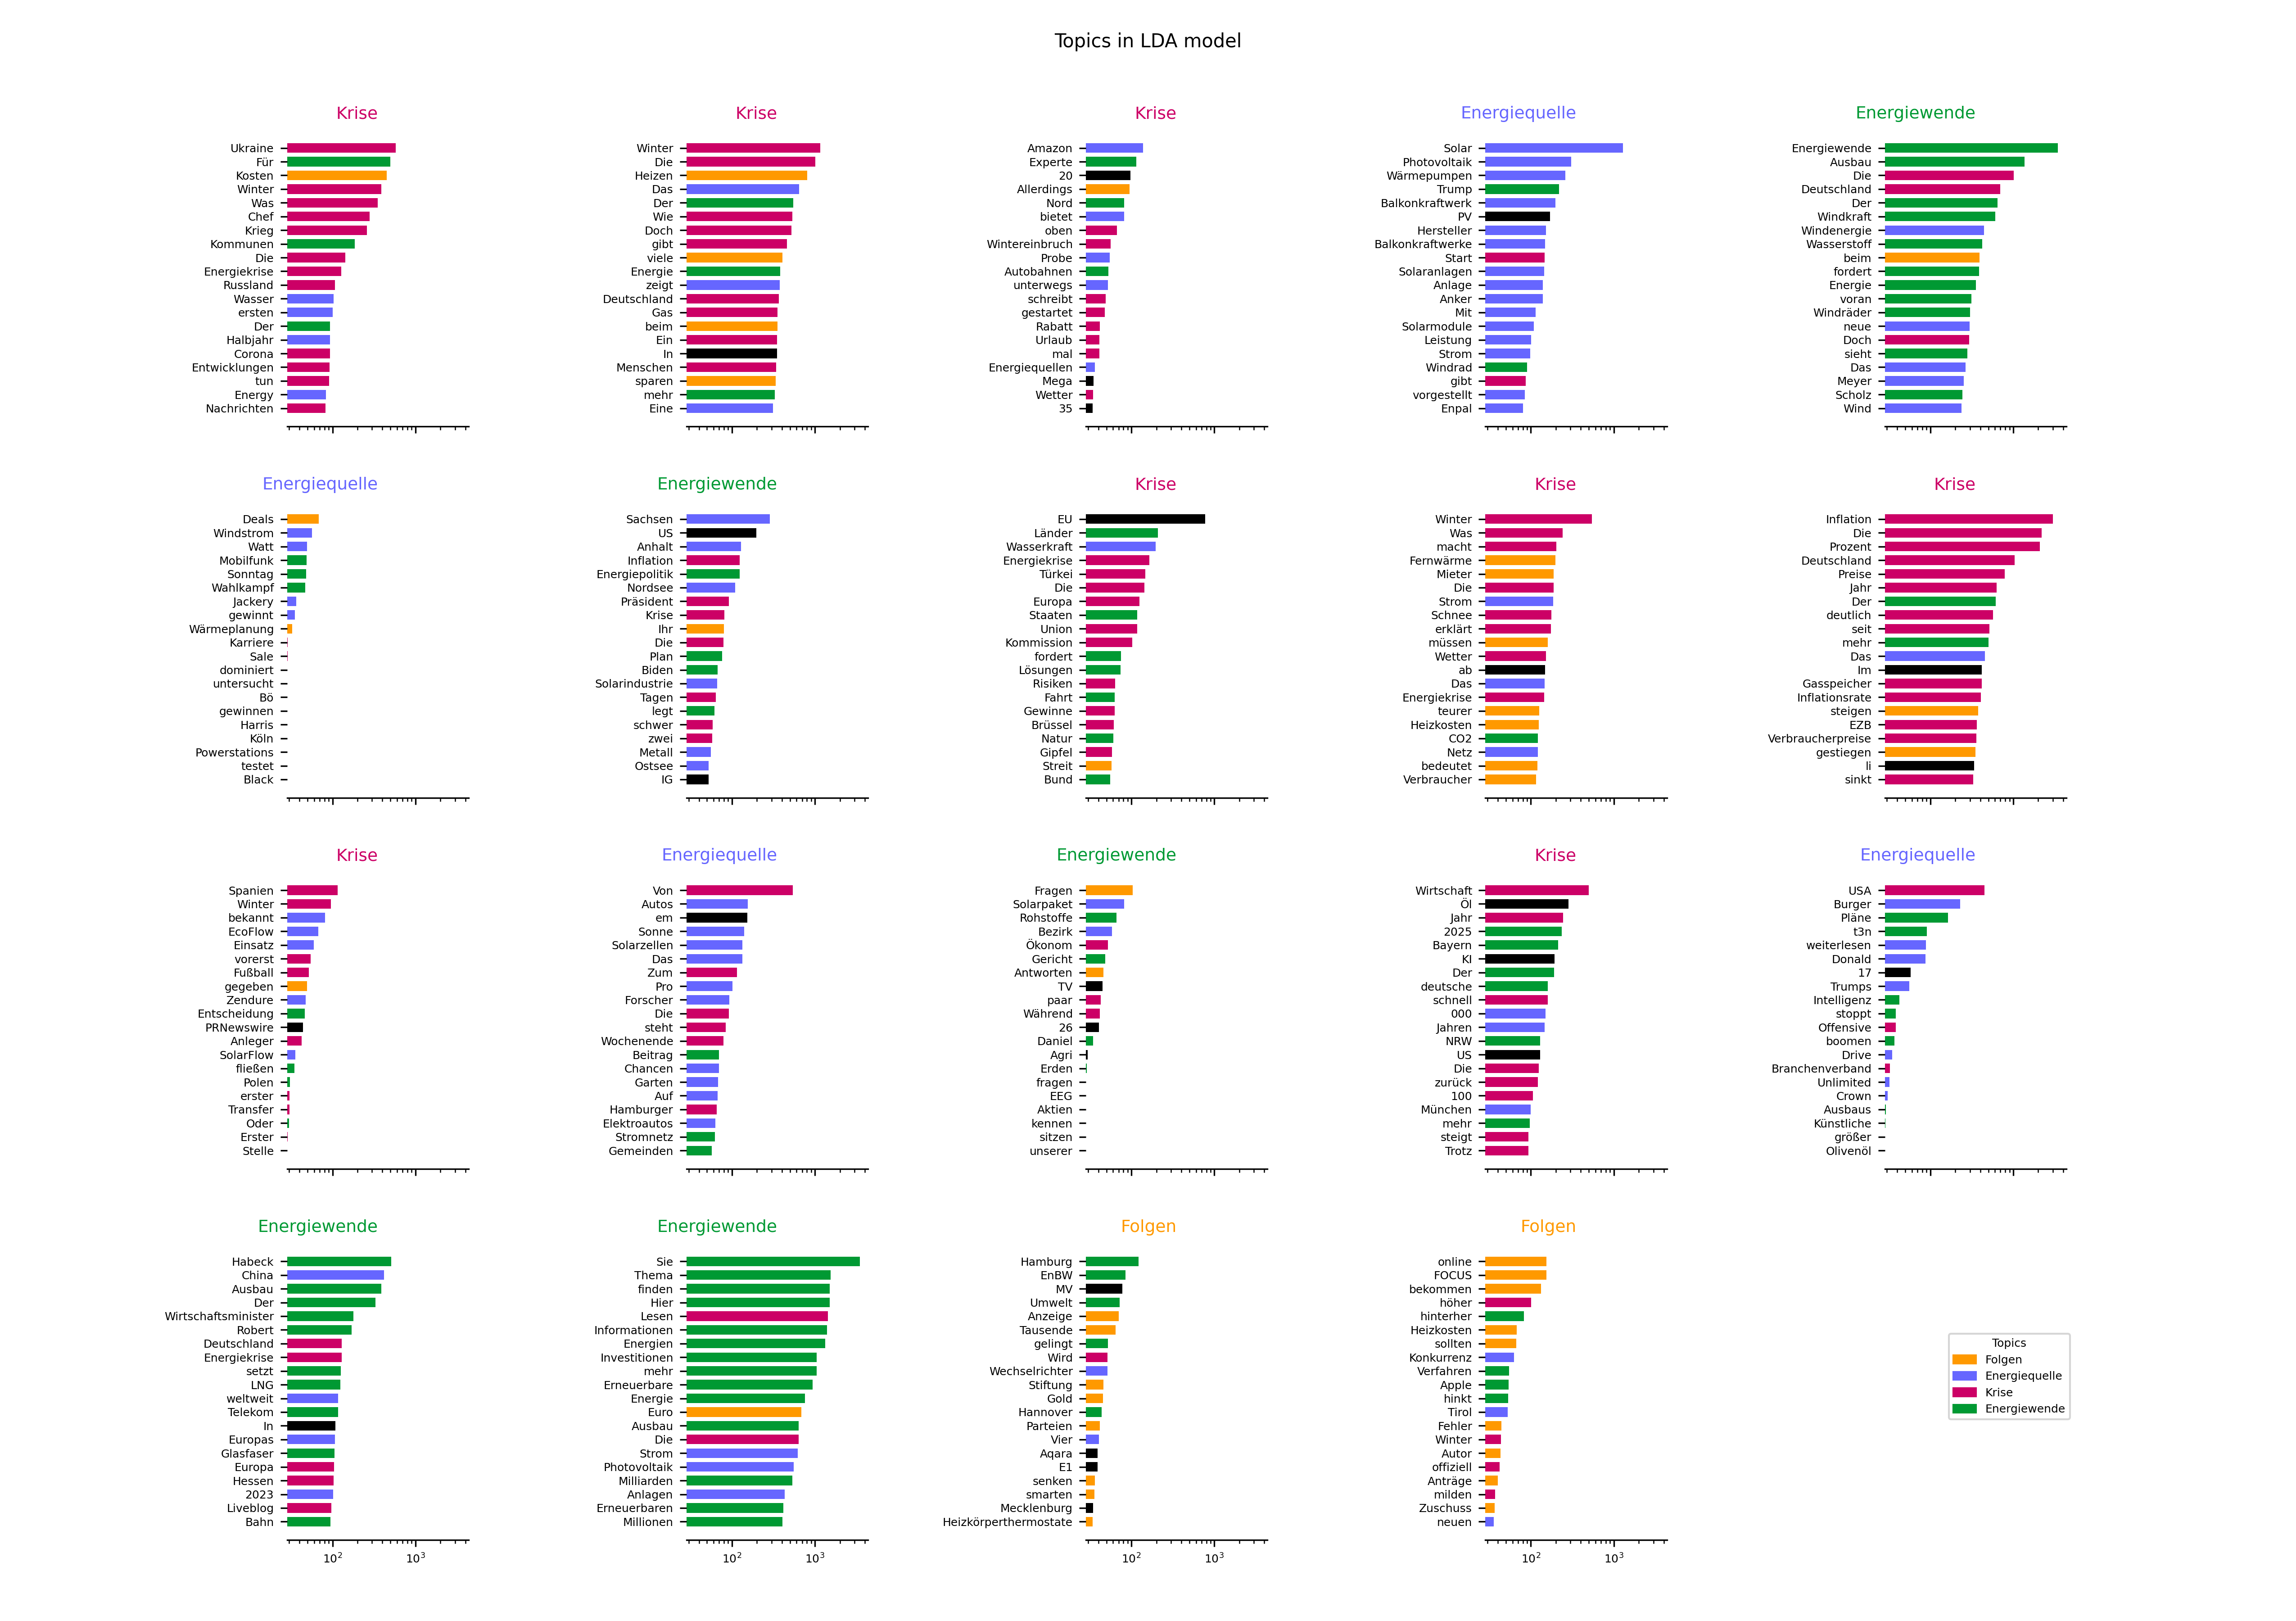 Topics in LDA model
Krise
Ukraine
Für
Kosten
Winter
Was
Chef
Krieg
Kommunen
Die
Energiekrise
Russland
Wasser
ersten
Der
Halbjahr
Corona
Entwicklungen
tun
Energy
Nachrichten
Krise
Winter
Die
Heizen
Das
Der
Wie
Doch
gibt
viele
Energie
zeigt
Deutschland
Gas
beim
Ein
In
Menschen
sparen
mehr
Eine
Krise
Amazon
Experte
20
Allerdings
Nord
bietet
oben
Wintereinbruch
Probe
Autobahnen
unterwegs
schreibt
gestartet
Rabatt
Urlaub
mal
Energiequellen
Mega
Wetter
35
Energiequelle
Solar
Photovoltaik
Wärmepumpen
Trump
Balkonkraftwerk
PV
Hersteller
Balkonkraftwerke
Start
Solaranlagen
Anlage
Anker
Mit
Solarmodule
Leistung
Strom
Windrad
gibt
vorgestellt
Enpal
Energiewende
Energiewende
Ausbau
Die
Deutschland
Der
Windkraft
Windenergie
Wasserstoff
beim
fordert
Energie
voran
Windräder
neue
Doch
sieht
Das
Meyer
Scholz
Wind
Energiequelle
Deals
Windstrom
Watt
Mobilfunk
Sonntag
Wahlkampf
Jackery
gewinnt
Wärmeplanung
Karriere
Sale
dominiert
untersucht
Bö
gewinnen
Harris
Köln
Powerstations
testet
Black
Energiewende
Sachsen
US
Anhalt
Inflation
Energiepolitik
Nordsee
Präsident
Krise
Ihr
Die
Plan
Biden
Solarindustrie
Tagen
legt
schwer
zwei
Metall
Ostsee
IG
Krise
EU
Länder
Wasserkraft
Energiekrise
Türkei
Die
Europa
Staaten
Union
Kommission
fordert
Lösungen
Risiken
Fahrt
Gewinne
Brüssel
Natur
Gipfel
Streit
Bund
Krise
Winter
Was
macht
Fernwärme
Mieter
Die
Strom
Schnee
erklärt
müssen
Wetter
ab
Das
Energiekrise
teurer
Heizkosten
CO2
Netz
bedeutet
Verbraucher
Krise
Inflation
Die
Prozent
Deutschland
Preise
Jahr
Der
deutlich
seit
mehr
Das
Im
Gasspeicher
Inflationsrate
steigen
EZB
Verbraucherpreise
gestiegen
li
sinkt
Krise
Spanien
Winter
bekannt
EcoFlow
Einsatz
vorerst
Fußball
gegeben
Zendure
Entscheidung
PRNewswire
Anleger
SolarFlow
fließen
Polen
erster
Transfer
Oder
Erster
Stelle
Energiequelle
Von
Autos
em
Sonne
Solarzellen
Das
Zum
Pro
Forscher
Die
steht
Wochenende
Beitrag
Chancen
Garten
Auf
Hamburger
Elektroautos
Stromnetz
Gemeinden
Energiewende
Fragen
Solarpaket
Rohstoffe
Bezirk
Ökonom
Gericht
Antworten
TV
paar
Während
26
Daniel
Agri
Erden
fragen
EEG
Aktien
kennen
sitzen
unserer
Krise
Wirtschaft
Öl
Jahr
2025
Bayern
KI
Der
deutsche
schnell
000
Jahren
NRW
US
Die
zurück
100
München
mehr
steigt
Trotz
Energiequelle
USA
Burger
Pläne
t3n
weiterlesen
Donald
17
Trumps
Intelligenz
stoppt
Offensive
boomen
Drive
Branchenverband
Unlimited
Crown
Ausbaus
Künstliche
größer
Olivenöl
Energiewende
Habeck
China
Ausbau
Der
Wirtschaftsminister
Robert
Deutschland
Energiekrise
setzt
LNG
weltweit
Telekom
In
Europas
Glasfaser
Europa
Hessen
2023
Liveblog
Bahn
10² 10³
Energiewende
Sie
Thema
finden
Hier
Lesen
Informationen
Energien
Investitionen
mehr
Erneuerbare
Energie
Euro
Ausbau
Die
Strom
Photovoltaik
Milliarden
Anlagen
Erneuerbaren
Millionen
10² 10³
Folgen
Hamburg
EnBW
MV
Umwelt
Anzeige
Tausende
gelingt
Wird
Wechselrichter
Stiftung
Gold
Hannover
Parteien
Vier
Aqara
E1
senken
smarten
Mecklenburg
Heizkörperthermostate
10² 10³
Folgen
online
FOCUS
bekommen
höher
hinterher
Heizkosten
sollten
Konkurrenz
Verfahren
Apple
hinkt
Tirol
Fehler
Winter
Autor
offiziell
Anträge
milden
Zuschuss
neuen
10² 10³
Topics
Folgen
Energiequelle
Krise
Energiewende